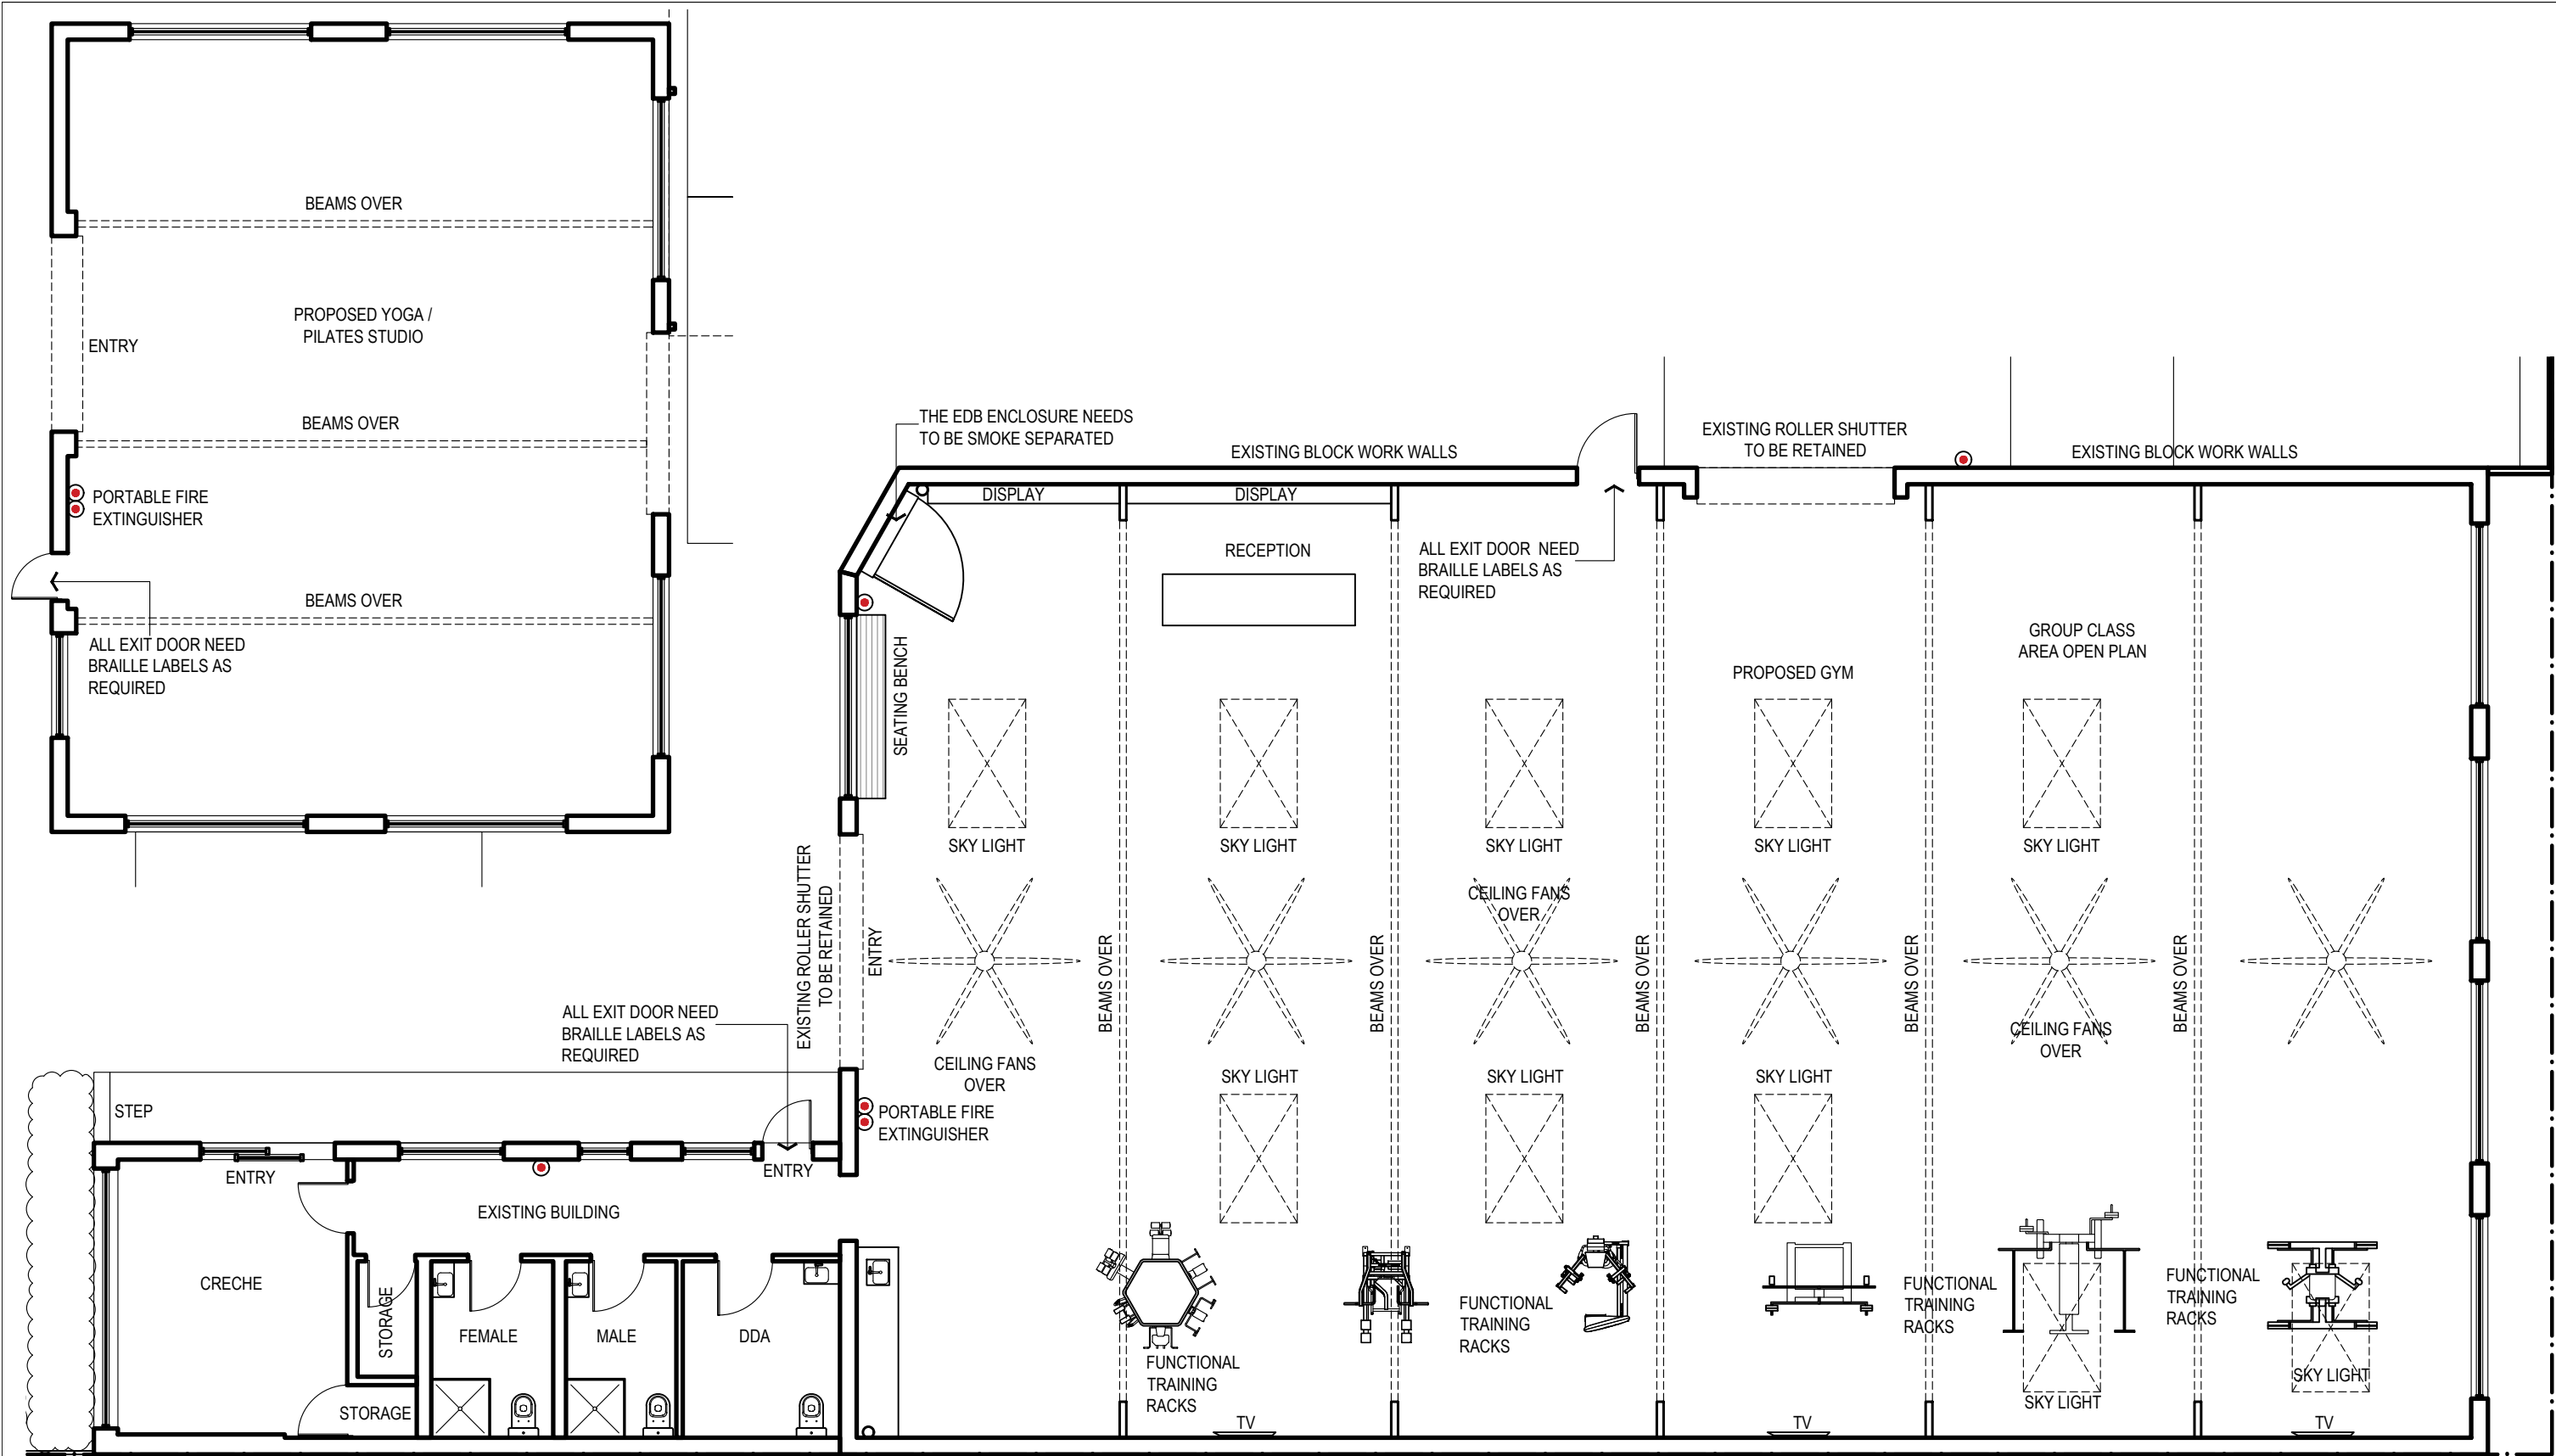 BEAMS OVER
PROPOSED YOGA /
PILATES STUDIO
ENTRY
BEAMS OVER
PORTABLE FIRE
EXTINGUISHER
BEAMS OVER
ALL EXIT DOOR NEED
BRAILLE LABELS AS
REQUIRED
THE EDB ENCLOSURE NEEDS
TO BE SMOKE SEPARATED
EXISTING BLOCK WORK WALLS
EXISTING ROLLER SHUTTER
TO BE RETAINED
EXISTING BLOCK WORK WALLS
DISPLAY
DISPLAY
RECEPTION
ALL EXIT DOOR NEED
BRAILLE LABELS AS
REQUIRED
GROUP CLASS
AREA OPEN PLAN
PROPOSED GYM
SEATING BENCH
SKY LIGHT
SKY LIGHT
SKY LIGHT
SKY LIGHT
SKY LIGHT
EXISTING ROLLER SHUTTER
TO BE RETAINED
ENTRY
CEILING FANS
OVER
BEAMS OVER
BEAMS OVER
BEAMS OVER
BEAMS OVER
BEAMS OVER
CEILING FANS
OVER
CEILING FANS
OVER
SKY LIGHT
SKY LIGHT
SKY LIGHT
ALL EXIT DOOR NEED
BRAILLE LABELS AS
REQUIRED
STEP
PORTABLE FIRE
EXTINGUISHER
ENTRY
ENTRY
EXISTING BUILDING
CRECHE
STORAGE
FEMALE
MALE
DDA
STORAGE
FUNCTIONAL
TRAINING
RACKS
FUNCTIONAL
TRAINING
RACKS
FUNCTIONAL
TRAINING
RACKS
FUNCTIONAL
TRAINING
RACKS
SKY LIGHT
SKY LIGHT
TV
TV
TV